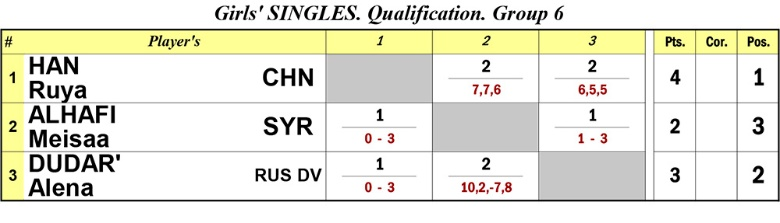 Girls' SINGLES. Qualification. Group 6
# Player's 1 2 3 Pts. Cor. Pos.
1 HAN Ruya CHN 2 7,7,6 2 6,5,5 4 1
2 ALHAFI Meisaa SYR 1 0 - 3 1 1 - 3 2 3
3 DUDAR' Alena RUS DV 1 0 - 3 2 10,2,-7,8 3 2